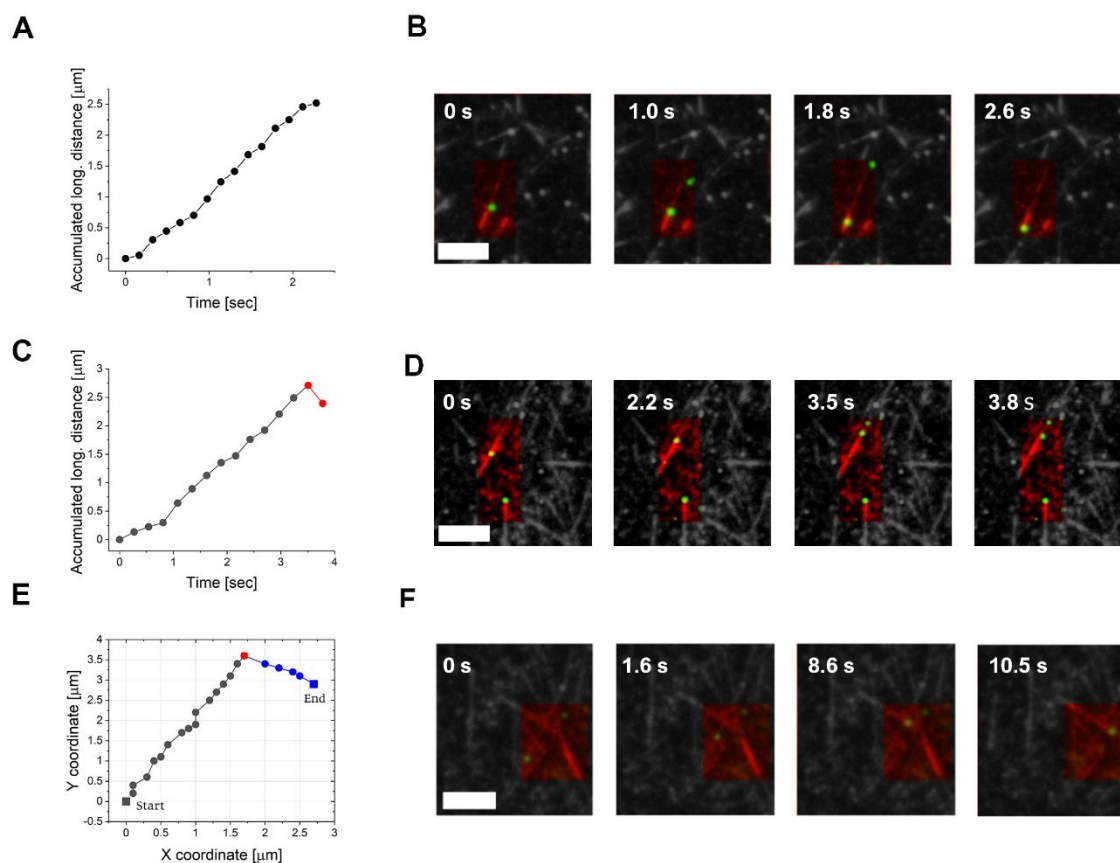 A
Accumulated long. distance [µm]
2.5
2
1.5
1
0.5
0
0
1
2
Time [sec]
B
0 s
1.0 s
1.8 s
2.6 s
C
Accumulated long. distance [µm]
3
2.5
2
1.5
1
0.5
0
0
1
2
3
4
Time [sec]
D
0 s
2.2 s
3.5 s
3.8 s
E
Y coordinate [µm]
4
3.5
3
2.5
2
1.5
1
0.5
0
-0.5
Start
End
0
0.5
1
1.5
2
2.5
3
X coordinate [µm]
F
0 s
1.6 s
8.6 s
10.5 s